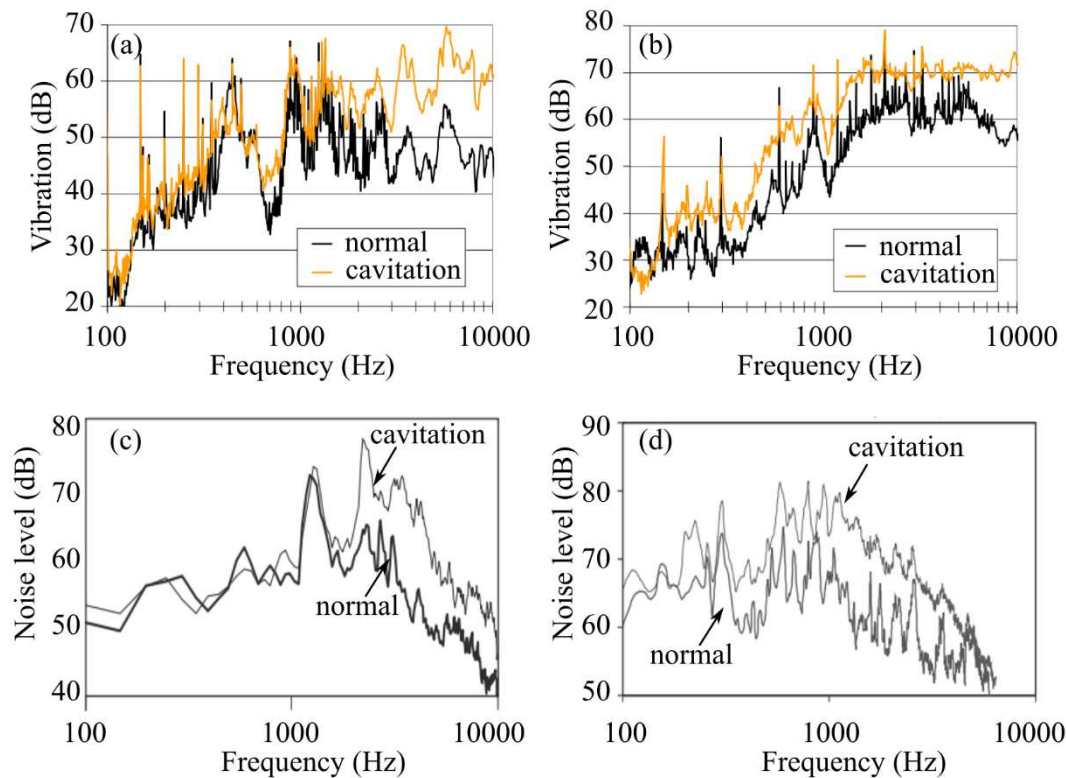 (a)
Vibration (dB)
70
60
50
40
30
20
normal
cavitation
100
1000
10000
Frequency (Hz)
(b)
Vibration (dB)
80
70
60
50
40
30
20
normal
cavitation
100
1000
10000
Frequency (Hz)
(c)
Noise level (dB)
80
70
60
50
40
cavitation
normal
100
1000
10000
Frequency (Hz)
(d)
Noise level (dB)
90
80
70
60
50
cavitation
normal
100
1000
10000
Frequency (Hz)